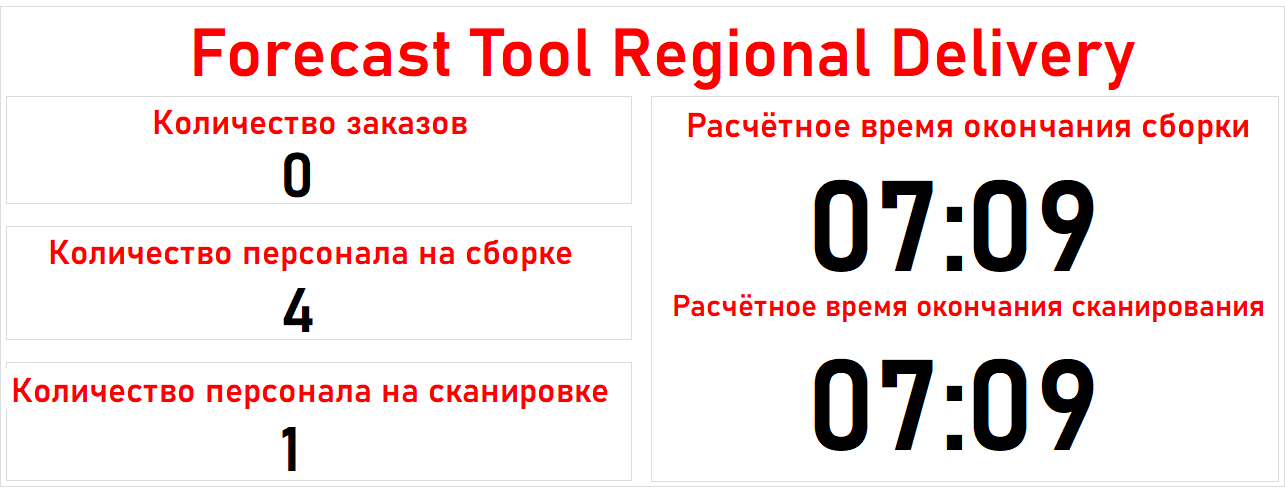 Forecast Tool Regional Delivery
Количество заказов
0
Количество персонала на сборке
4
Количество персонала на сканировке
1
Расчётное время окончания сборки
07:09
Расчётное время окончания сканирования
07:09